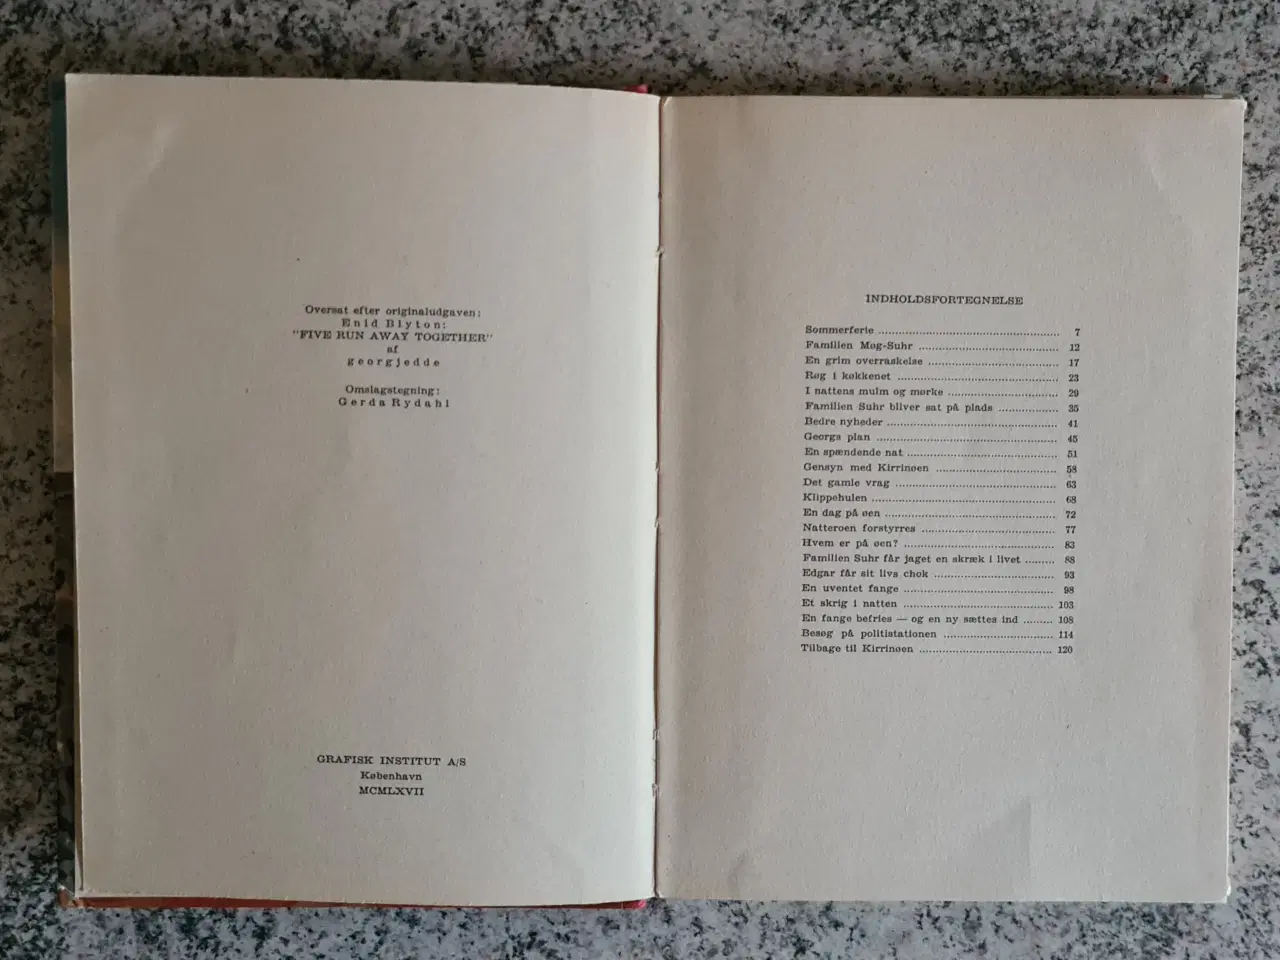 Oversat efter originaludgaven:
Enid Blyton:
"FIVE RUN AWAY TOGETHER"
af
georgjedde
Omslagstegning:
Gerda Rydahl
GRAFISK INSTITUT A/S
København
MCMLXVII
INDHOLDSFORTEGNELSE
Sommerferie 7
Familien Møg-Suhr 12
En grim overraskelse 17
Røg i køkkenet 23
I nattens mulm og mørke 29
Familien Suhr bliver sat på plads 35
Bedre nyheder 41
Georgs plan 45
En spændende nat 51
Gensyn med Kirrinøen 58
Det gamle vrag 63
Klippehulen 68
En dag på øen 72
Natteroen forstyrres 77
Hvem er på øen? 83
Familien Suhr får jaget en skræk i livet 88
Edgar får sit livs chok 93
En uventet fange 98
Et skrig i natten 103
En fange befries — og en ny sættes ind 108
Besøg på politistationen 114
Tilbage til Kirrinøen 120